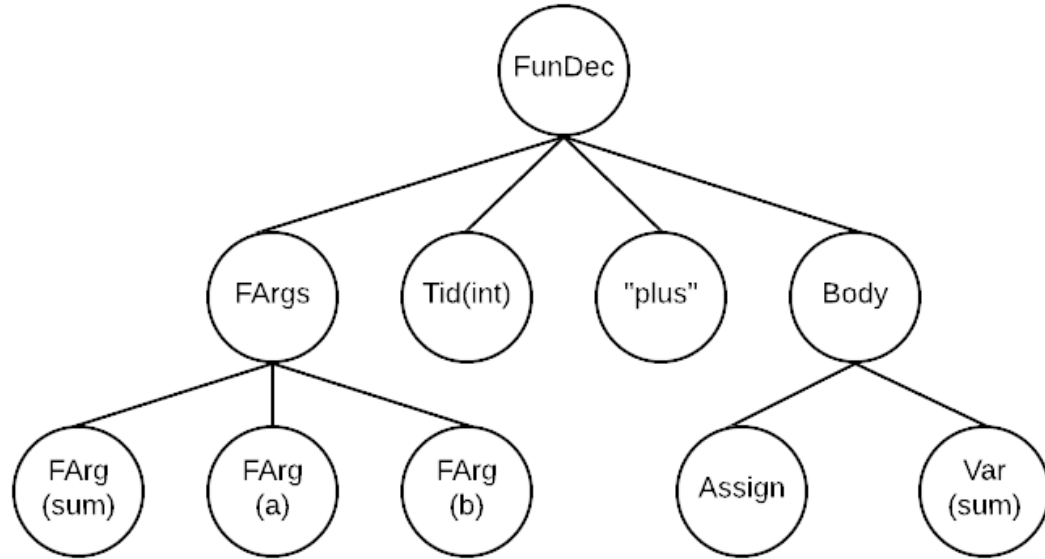 FunDec
FArgs
Tid(int)
"plus"
Body
FArg
(sum)
FArg
(a)
FArg
(b)
Assign
Var
(sum)